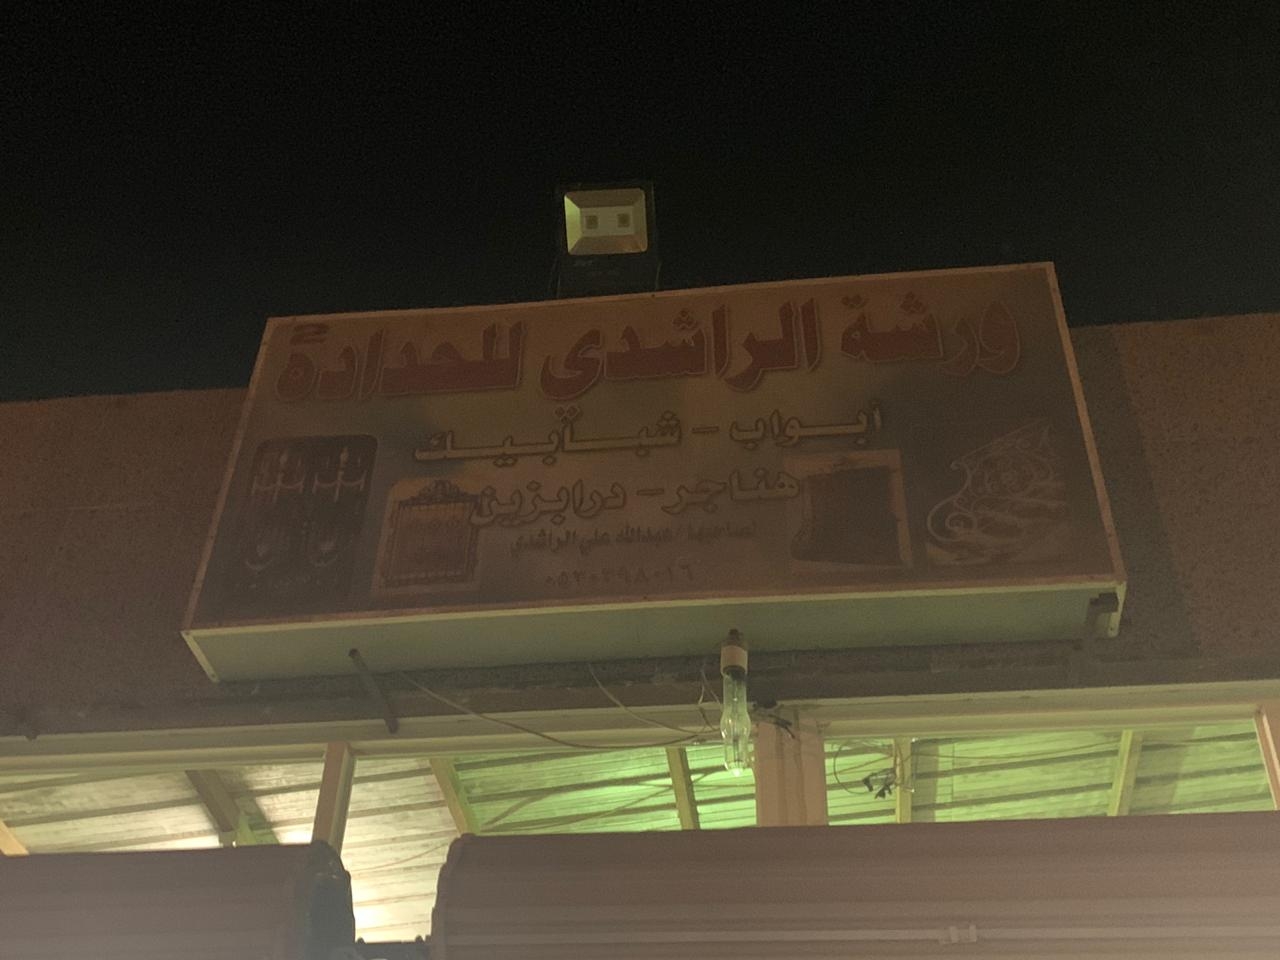 ورشة الراشدي للحدادة
أبواب - شبابيك
هناجر - درابزين
لصاحبها / عبدالله علي الراشدي